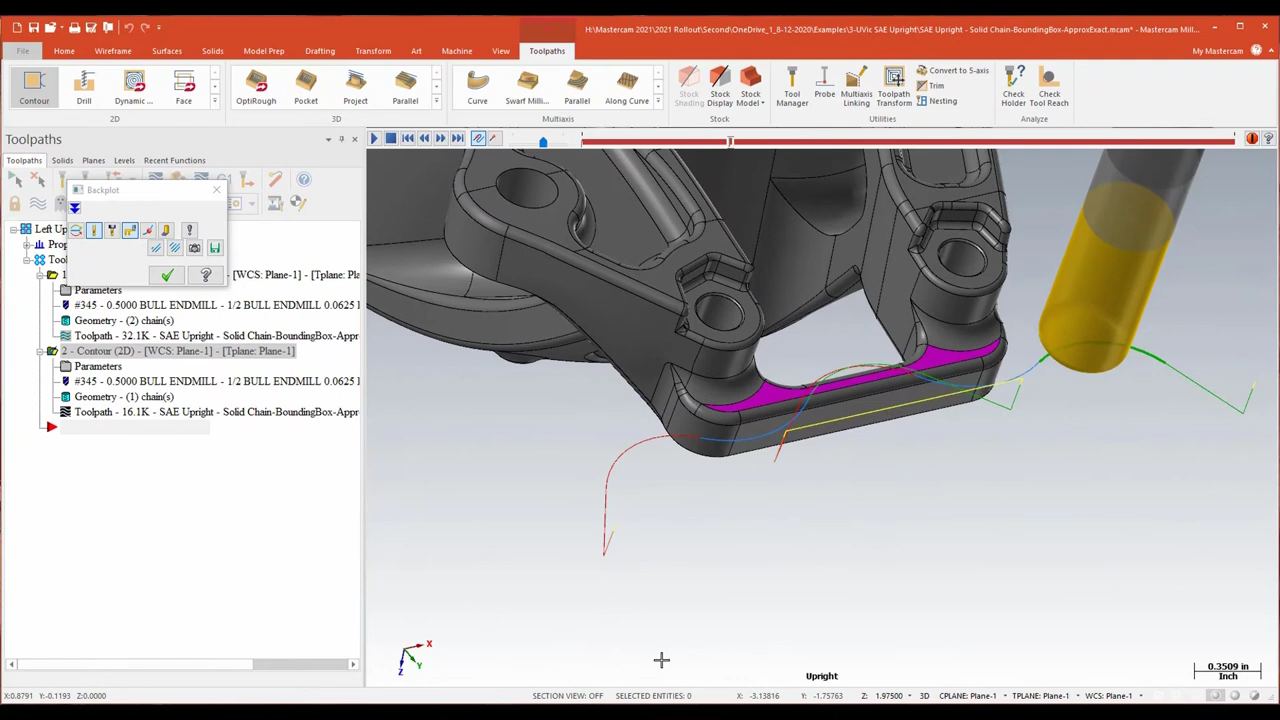 H:\Mastercam 2021\2021 Rollout\Second\OneDrive_1_8-12-2020\Examples\3-UVic SAE Upright\SAE Upright - Solid Chain-BoundingBox-ApproxExact.mcam* - Mastercam Mill...
File Home Wireframe Surfaces Solids Model Prep Drafting Transform Art Machine View Toolpaths My Mastercam
Contour Drill Dynamic ... Face OptiRough Pocket Project Parallel Curve Swarf Milli... Parallel Along Curve Stock Shading Stock Display Stock Model Tool Manager Probe Multiaxis Linking Toolpath Transform Convert to 5-axis Trim Nesting Check Holder Check Tool Reach
2D 3D Multiaxis Stock Utilities Analyze
Toolpaths
Toolpaths Solids Planes Levels Recent Functions
Backplot
Left Up
Prop
Tool
1 - [WCS: Plane-1] - [Tplane: Pla
Parameters
#345 - 0.5000 BULL ENDMILL - 1/2 BULL ENDMILL 0.0625 I
Geometry - (2) chain(s)
Toolpath - 32.1K - SAE Upright - Solid Chain-BoundingBox-Appro
2 - Contour (2D) - [WCS: Plane-1] - [Tplane: Plane-1]
Parameters
#345 - 0.5000 BULL ENDMILL - 1/2 BULL ENDMILL 0.0625 I
Geometry - (1) chain(s)
Toolpath - 16.1K - SAE Upright - Solid Chain-BoundingBox-Appro
X
Y
Z
Upright
0.3509 in
Inch
X:0.8791 Y:-0.1193 Z:0.0000 SECTION VIEW: OFF SELECTED ENTITIES: 0 X: -3.13816 Y: -1.75763 Z: 1.97500 3D CPLANE: Plane-1 TPLANE: Plane-1 WCS: Plane-1